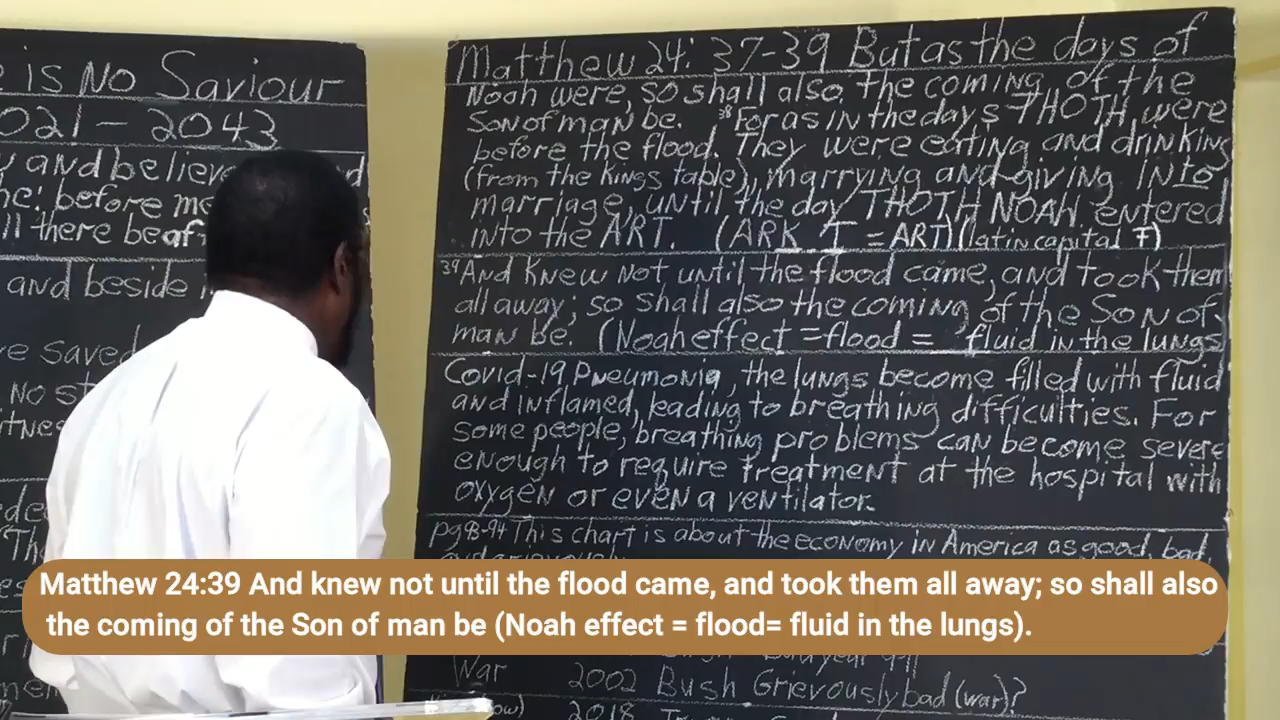 is No Saviour
021 - 2043
and believe
he: before me
ll there be af
and beside
ve saved
No st
itnes
Matthew 24: 37-39 But as the days of
Noah were, so shall also the coming of the
Son of man be. 38 For as in the days THOTH were
before the flood. They were eating and drinking
(from the Kings table), marrying and giving into
marriage, until the day THOTH NOAH entered
into the ART. (ARK T = ART)(latin capital 7)
39 And knew not until the flood came, and took them
all away; so shall also the coming of the Son of
man be. (Noah effect = flood = fluid in the lungs
Covid-19 Pneumonia, the lungs become filled with fluid
and inflamed, leading to breathing difficulties. For
some people, breathing problems can become severe
enough to require treatment at the hospital with
oxygen or even a ventilator.
pg 93-94 This chart is about the economy in America as good, bad,
Matthew 24:39 And knew not until the flood came, and took them all away; so shall also
the coming of the Son of man be (Noah effect = flood= fluid in the lungs).
War 2002 Bush Grievously bad (war)?
2018